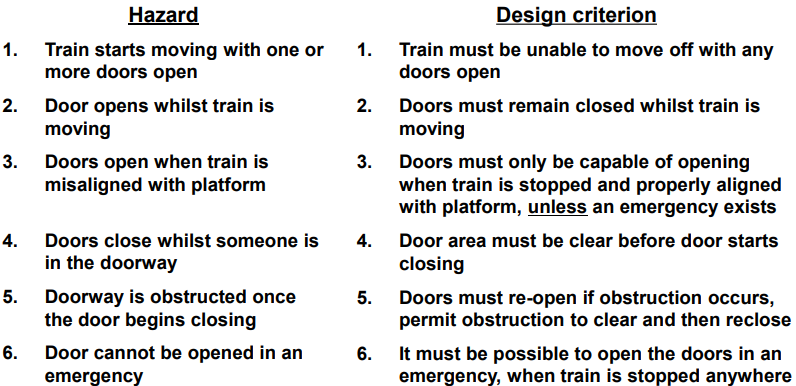 Hazard Design criterion
1. Train starts moving with one or 1. Train must be unable to move off with any
more doors open doors open
2. Door opens whilst train is 2. Doors must remain closed whilst train is
moving moving
3. Doors open when train is 3. Doors must only be capable of opening
misaligned with platform when train is stopped and properly aligned
with platform, unless an emergency exists
4. Doors close whilst someone is 4. Door area must be clear before door starts
in the doorway closing
5. Doorway is obstructed once 5. Doors must re-open if obstruction occurs,
the door begins closing permit obstruction to clear and then reclose
6. Door cannot be opened in an 6. It must be possible to open the doors in an
emergency emergency, when train is stopped anywhere